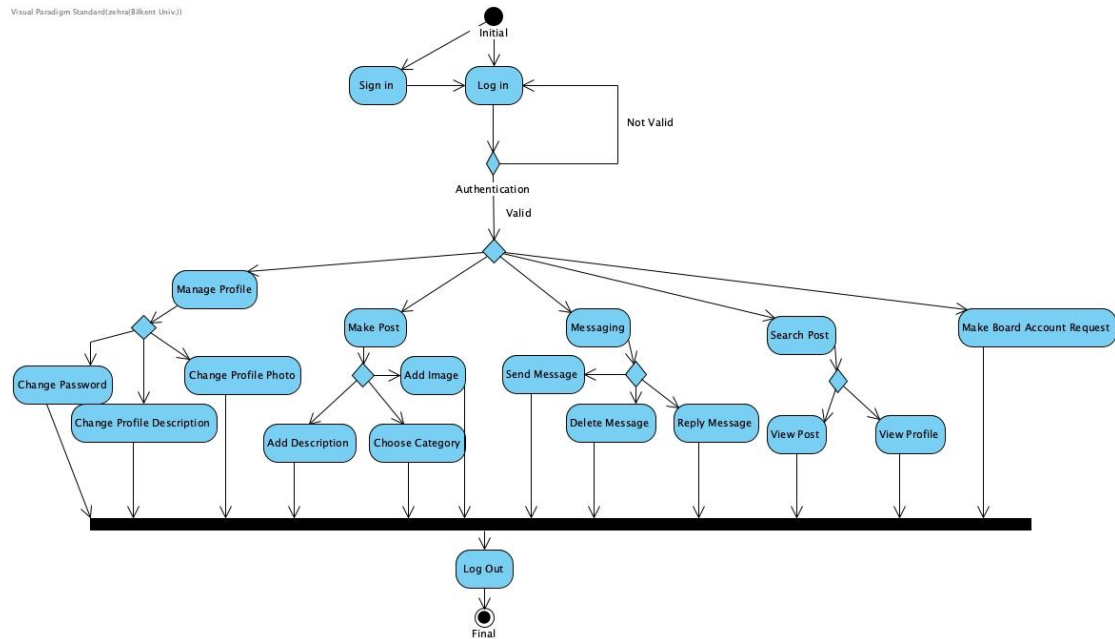 Visual Paradigm Standard(zehra(Bilkent Univ.))
Initial
Sign in
Log in
Not Valid
Authentication
Valid
Manage Profile
Make Post
Messaging
Search Post
Make Board Account Request
Change Password
Change Profile Photo
Add Image
Send Message
Change Profile Description
Add Description
Choose Category
Delete Message
Reply Message
View Post
View Profile
Log Out
Final